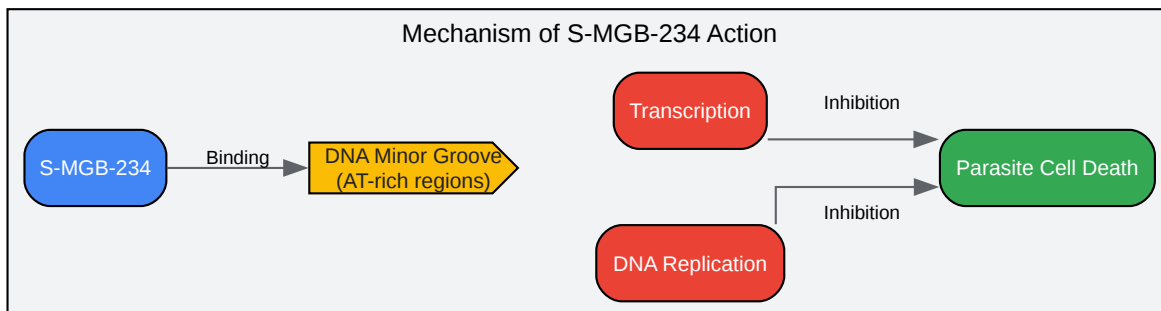 Mechanism of S-MGB-234 Action
S-MGB-234
Binding
DNA Minor Groove
(AT-rich regions)
Transcription
Inhibition
DNA Replication
Inhibition
Parasite Cell Death